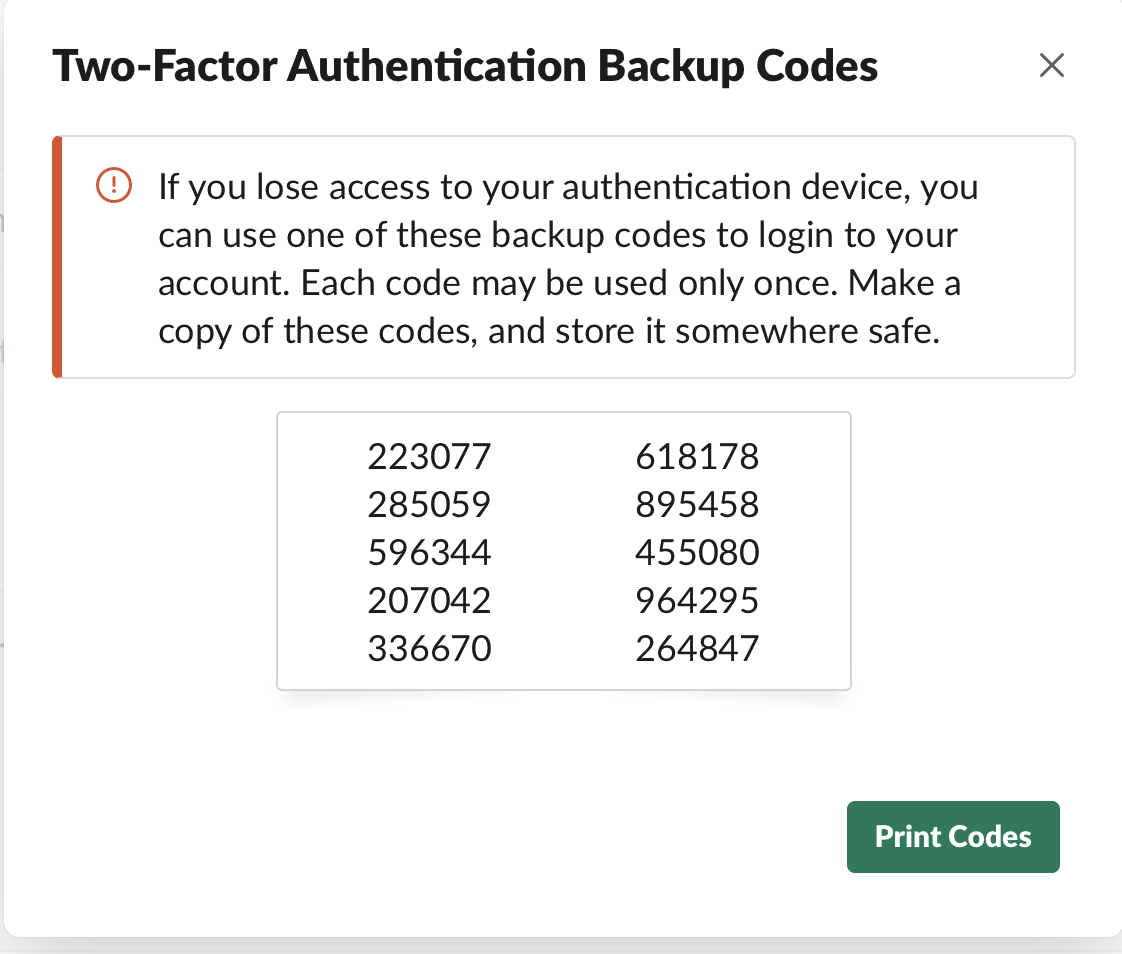 Two-Factor Authentication Backup Codes
If you lose access to your authentication device, you
can use one of these backup codes to login to your
account. Each code may be used only once. Make a
copy of these codes, and store it somewhere safe.
223077 618178
285059 895458
596344 455080
207042 964295
336670 264847
Print Codes